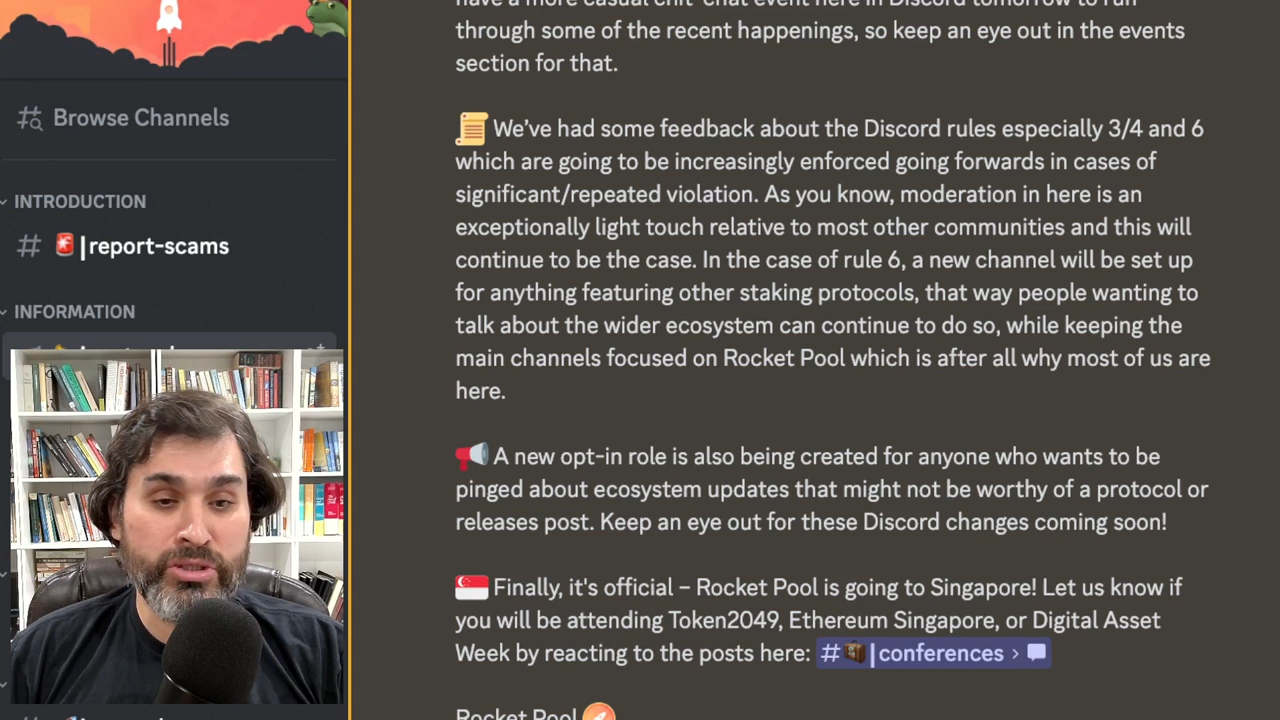 have a more casual chit-chat event here in Discord tomorrow to run
through some of the recent happenings, so keep an eye out in the events
section for that.
We've had some feedback about the Discord rules especially 3/4 and 6
which are going to be increasingly enforced going forwards in cases of
significant/repeated violation. As you know, moderation in here is an
exceptionally light touch relative to most other communities and this will
continue to be the case. In the case of rule 6, a new channel will be set up
for anything featuring other staking protocols, that way people wanting to
talk about the wider ecosystem can continue to do so, while keeping the
main channels focused on Rocket Pool which is after all why most of us are
here.
A new opt-in role is also being created for anyone who wants to be
pinged about ecosystem updates that might not be worthy of a protocol or
releases post. Keep an eye out for these Discord changes coming soon!
Finally, it's official – Rocket Pool is going to Singapore! Let us know if
you will be attending Token2049, Ethereum Singapore, or Digital Asset
Week by reacting to the posts here: # | conferences >
Rocket Pool
Browse Channels
INTRODUCTION
# | report-scams
INFORMATION